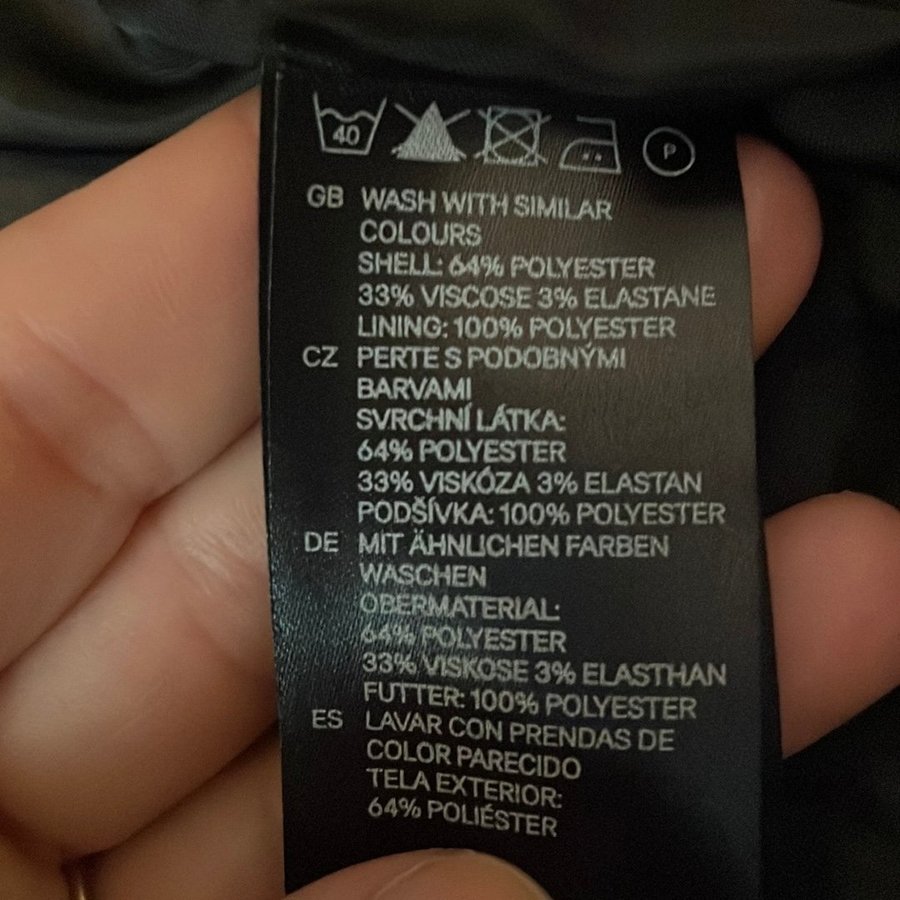 40
P
GB WASH WITH SIMILAR
COLOURS
SHELL: 64% POLYESTER
33% VISCOSE 3% ELASTANE
LINING: 100% POLYESTER
CZ PERTE S PODOBNÝMI
BARVAMI
SVRCHNÍ LÁTKA:
64% POLYESTER
33% VISKÓZA 3% ELASTAN
PODŠÍVKA: 100% POLYESTER
DE MIT ÄHNLICHEN FARBEN
WASCHEN
OBERMATERIAL:
64% POLYESTER
33% VISKOSE 3% ELASTHAN
FUTTER: 100% POLYESTER
ES LAVAR CON PRENDAS DE
COLOR PARECIDO
TELA EXTERIOR:
64% POLIÉSTER